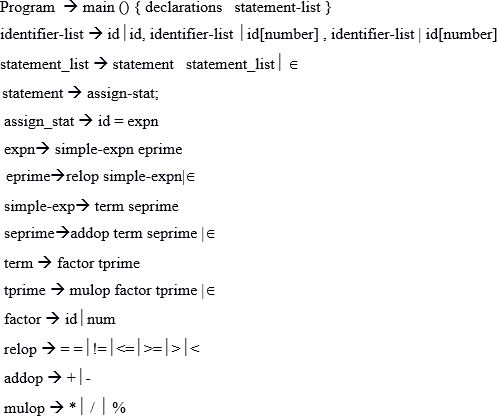 Program → main () { declarations statement-list }
identifier-list → id | id, identifier-list | id[number] , identifier-list | id[number]
statement_list → statement statement_list | ∈
statement → assign-stat;
assign_stat → id = expn
expn→ simple-expn eprime
eprime→relop simple-expn|∈
simple-exp→ term seprime
seprime→addop term seprime |∈
term → factor tprime
tprime → mulop factor tprime |∈
factor → id | num
relop → = = | != | <= | >= | > | <
addop → + | -
mulop → * | / | %